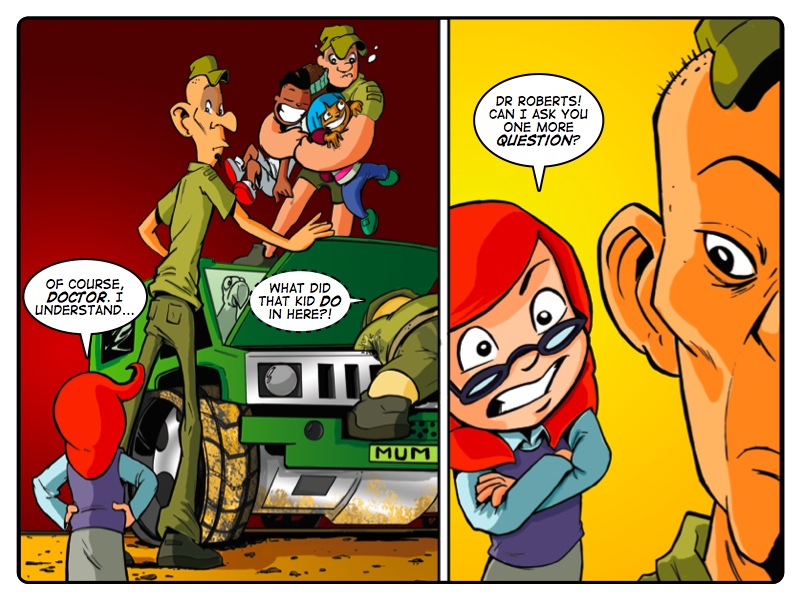 OF COURSE,
DOCTOR. I
UNDERSTAND...
WHAT DID
THAT KID DO
IN HERE?!
MUM
DR ROBERTS!
CAN I ASK YOU
ONE MORE
QUESTION?